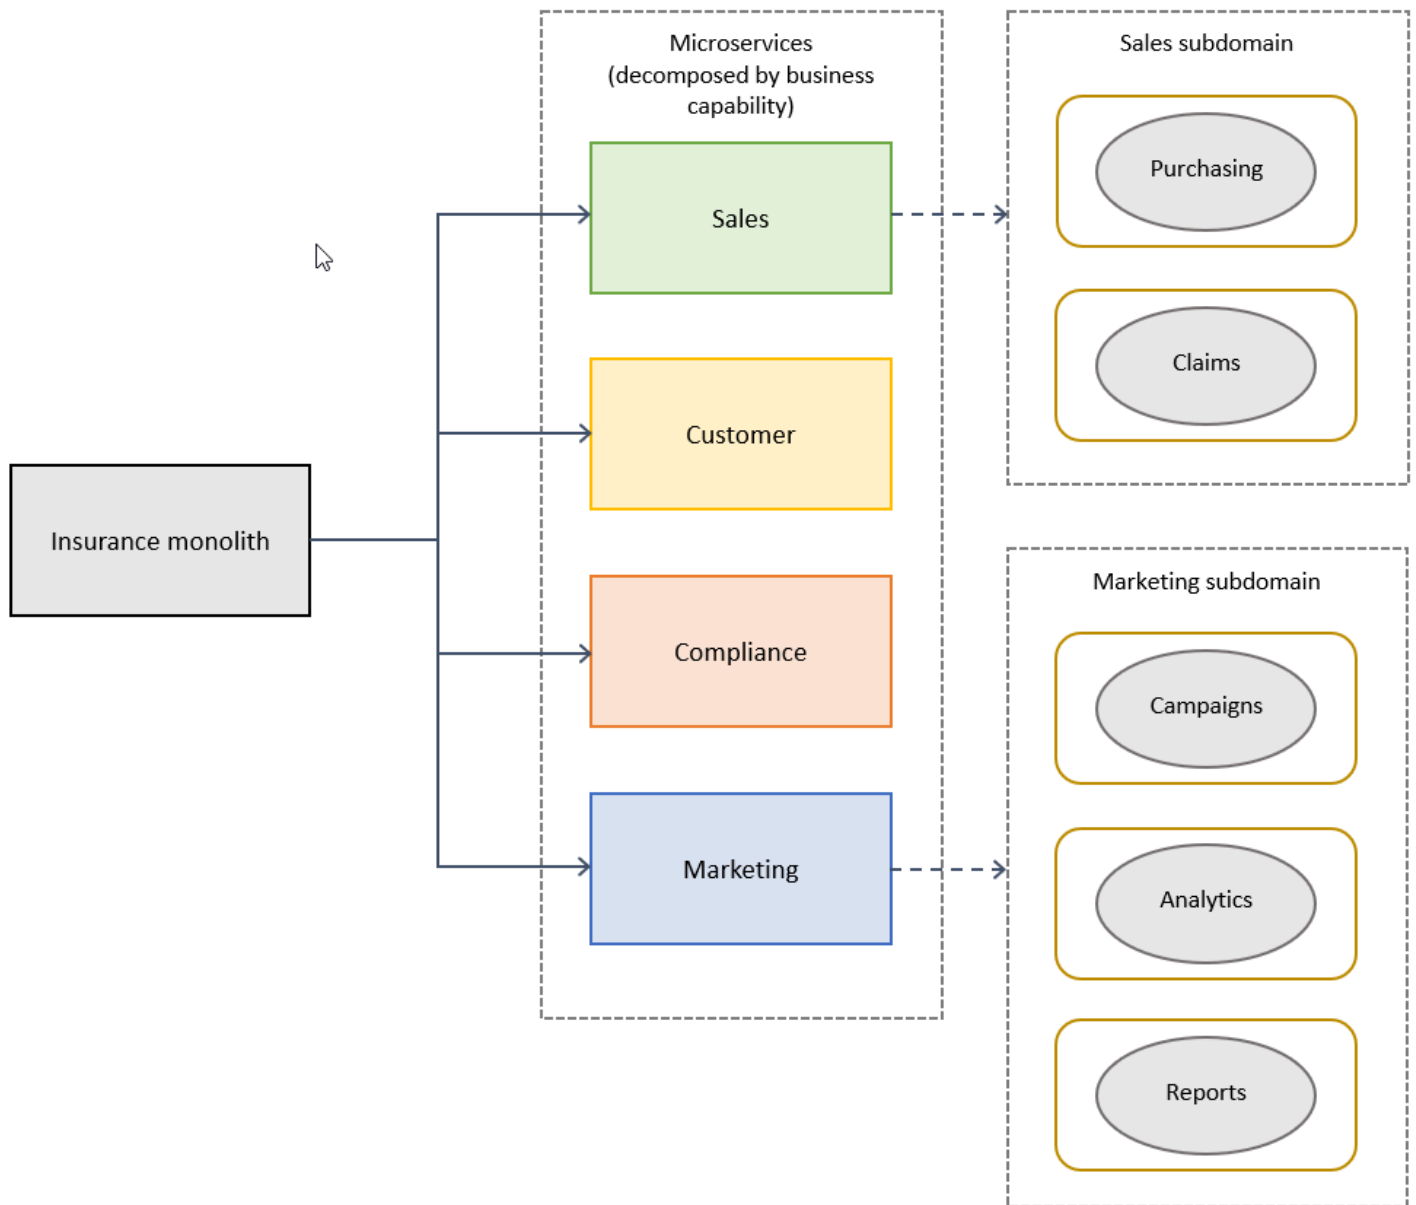 Microservices
(decomposed by business
capability)
Sales
Customer
Compliance
Marketing
Insurance monolith
Sales subdomain
Purchasing
Claims
Marketing subdomain
Campaigns
Analytics
Reports